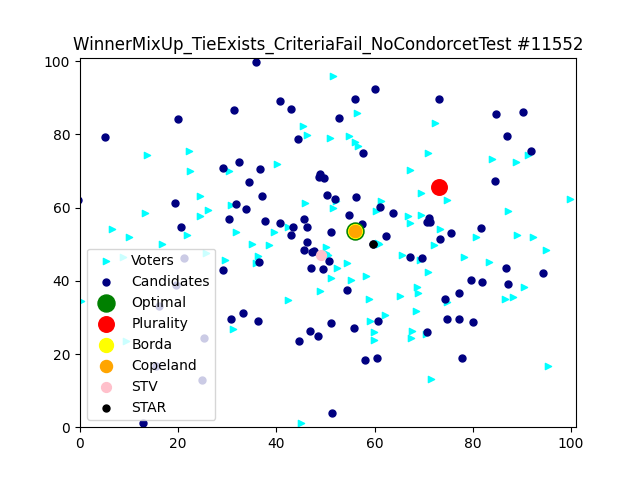 WinnerMixUp_TieExists_CriteriaFail_NoCondorcetTest #11552
100
80
60
40
20
0
Voters
Candidates
Optimal
Plurality
Borda
Copeland
STV
STAR
0 20 40 60 80 100